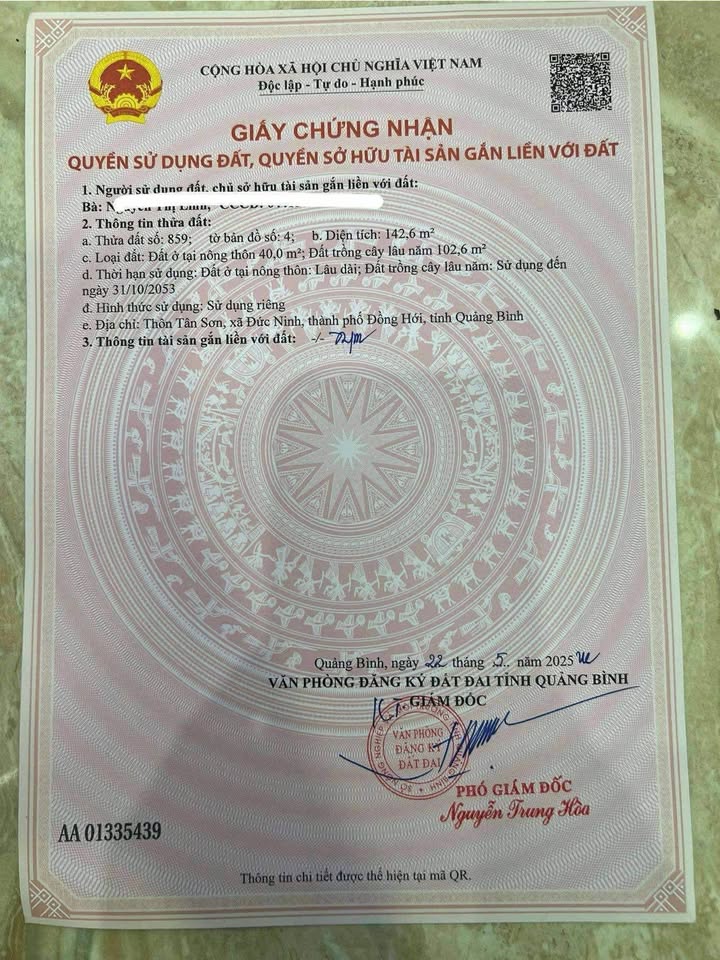 CỘNG HÒA XÃ HỘI CHỦ NGHĨA VIỆT NAM
Độc lập - Tự do - Hạnh phúc
GIẤY CHỨNG NHẬN
QUYỀN SỬ DỤNG ĐẤT, QUYỀN SỞ HỮU TÀI SẢN GẮN LIỀN VỚI ĐẤT
1. Người sử dụng đất, chủ sở hữu tài sản gắn liền với đất:
Bà:
2. Thông tin thửa đất:
a. Thửa đất số: 859; tờ bản đồ số: 4; b. Diện tích: 142,6 m²
c. Loại đất: Đất ở tại nông thôn 40,0 m²; Đất trồng cây lâu năm 102,6 m²
d. Thời hạn sử dụng: Đất ở tại nông thôn: Lâu dài; Đất trồng cây lâu năm: Sử dụng đến
ngày 31/10/2053
đ. Hình thức sử dụng: Sử dụng riêng
e. Địa chỉ: Thôn Tân Sơn, xã Đức Ninh, thành phố Đồng Hới, tỉnh Quảng Bình
3. Thông tin tài sản gắn liền với đất: -/-
Quảng Bình, ngày 22 tháng 5.. năm 2025
VĂN PHÒNG ĐĂNG KÝ ĐẤT ĐAI TỈNH QUẢNG BÌNH
KT. GIÁM ĐỐC
VĂN PHÒNG
ĐĂNG KÝ
ĐẤT ĐAI
PHÓ GIÁM ĐỐC
Nguyễn Trung Hòa
AA 01335439
Thông tin chi tiết được thể hiện tại mã QR.